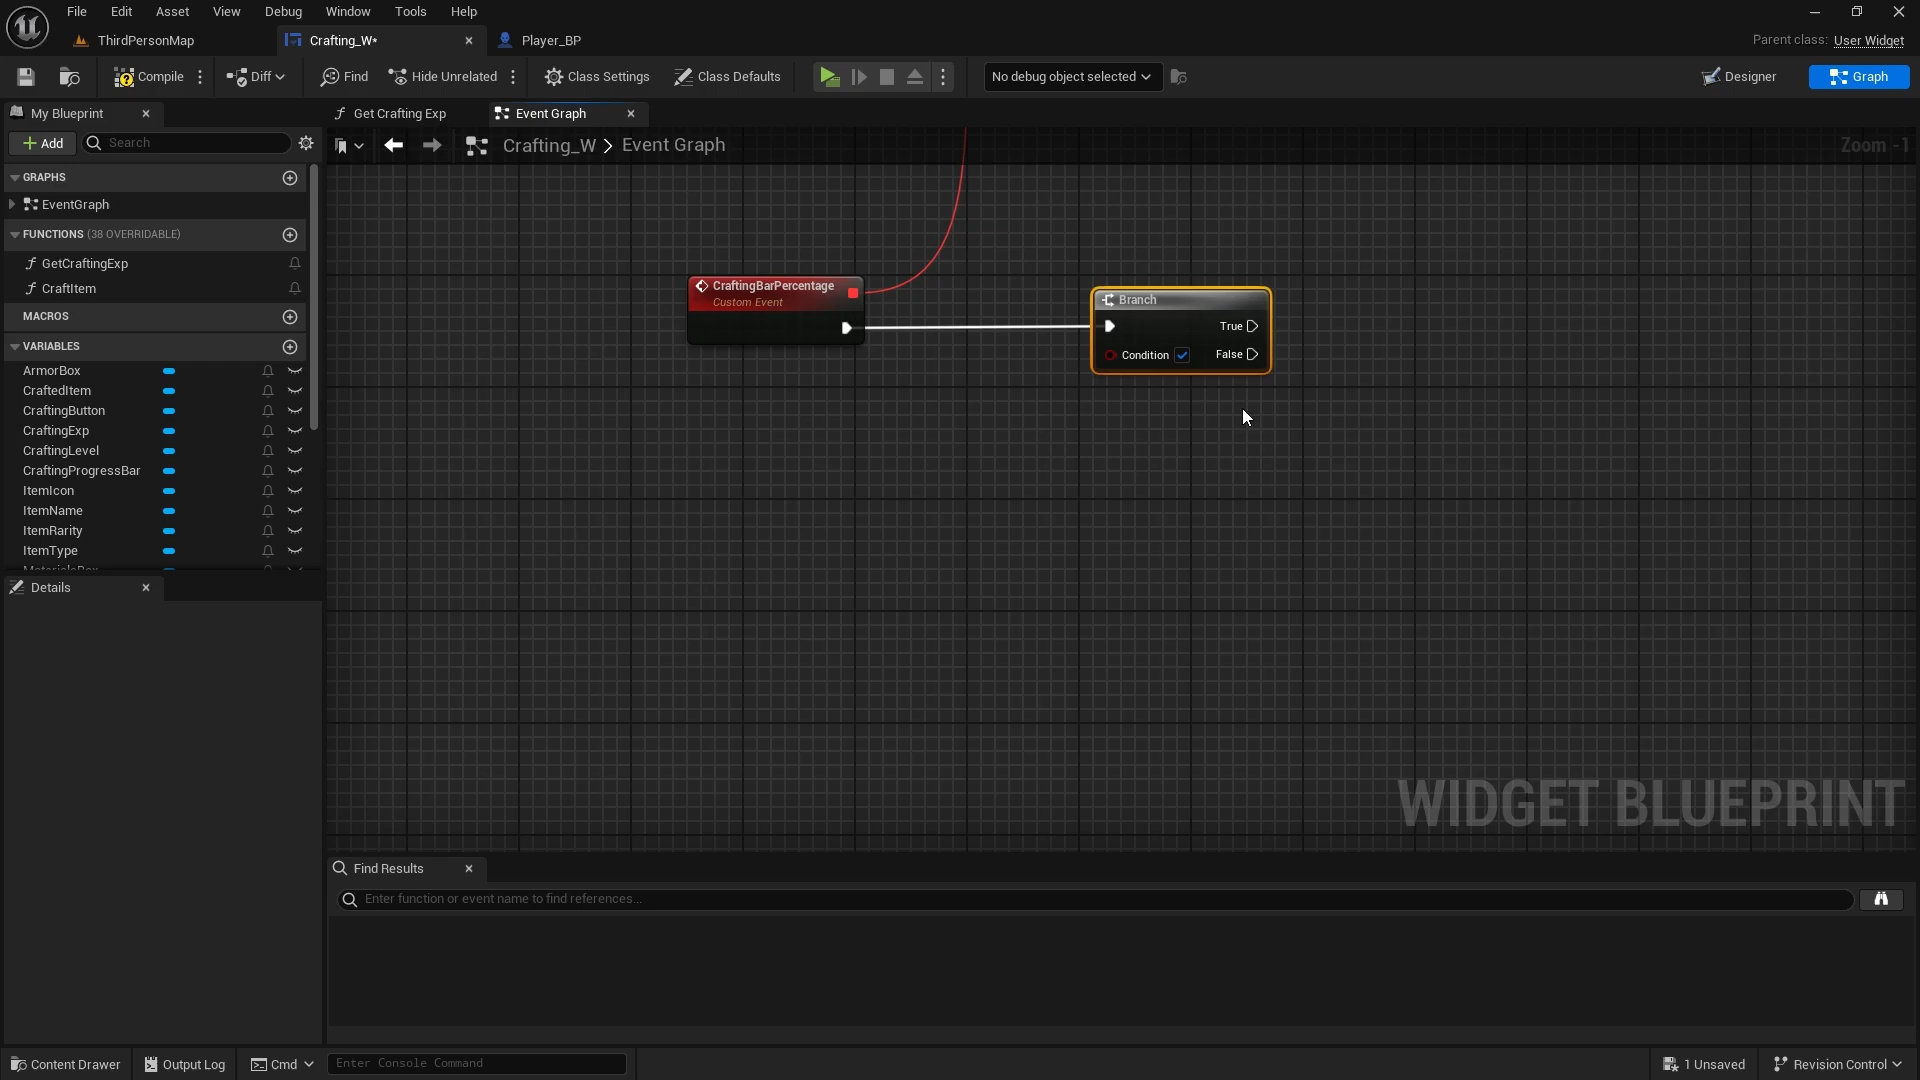 File Edit Asset View Debug Window Tools Help
ThirdPersonMap Crafting_W* Player_BP
Parent class: User Widget
Compile Diff Find Hide Unrelated Class Settings Class Defaults No debug object selected Designer Graph
My Blueprint Get Crafting Exp Event Graph
Add Search
Crafting_W > Event Graph Zoom -1
GRAPHS
EventGraph
FUNCTIONS (38 OVERRIDABLE)
GetCraftingExp
CraftItem
MACROS
VARIABLES
ArmorBox
CraftedItem
CraftingButton
CraftingExp
CraftingLevel
CraftingProgressBar
ItemIcon
ItemName
ItemRarity
ItemType
MaterialsBox
Details
CraftingBarPercentage
Custom Event
Branch
True
Condition False
WIDGET BLUEPRINT
Find Results
Enter function or event name to find references...
Content Drawer Output Log Cmd Enter Console Command 1 Unsaved Revision Control